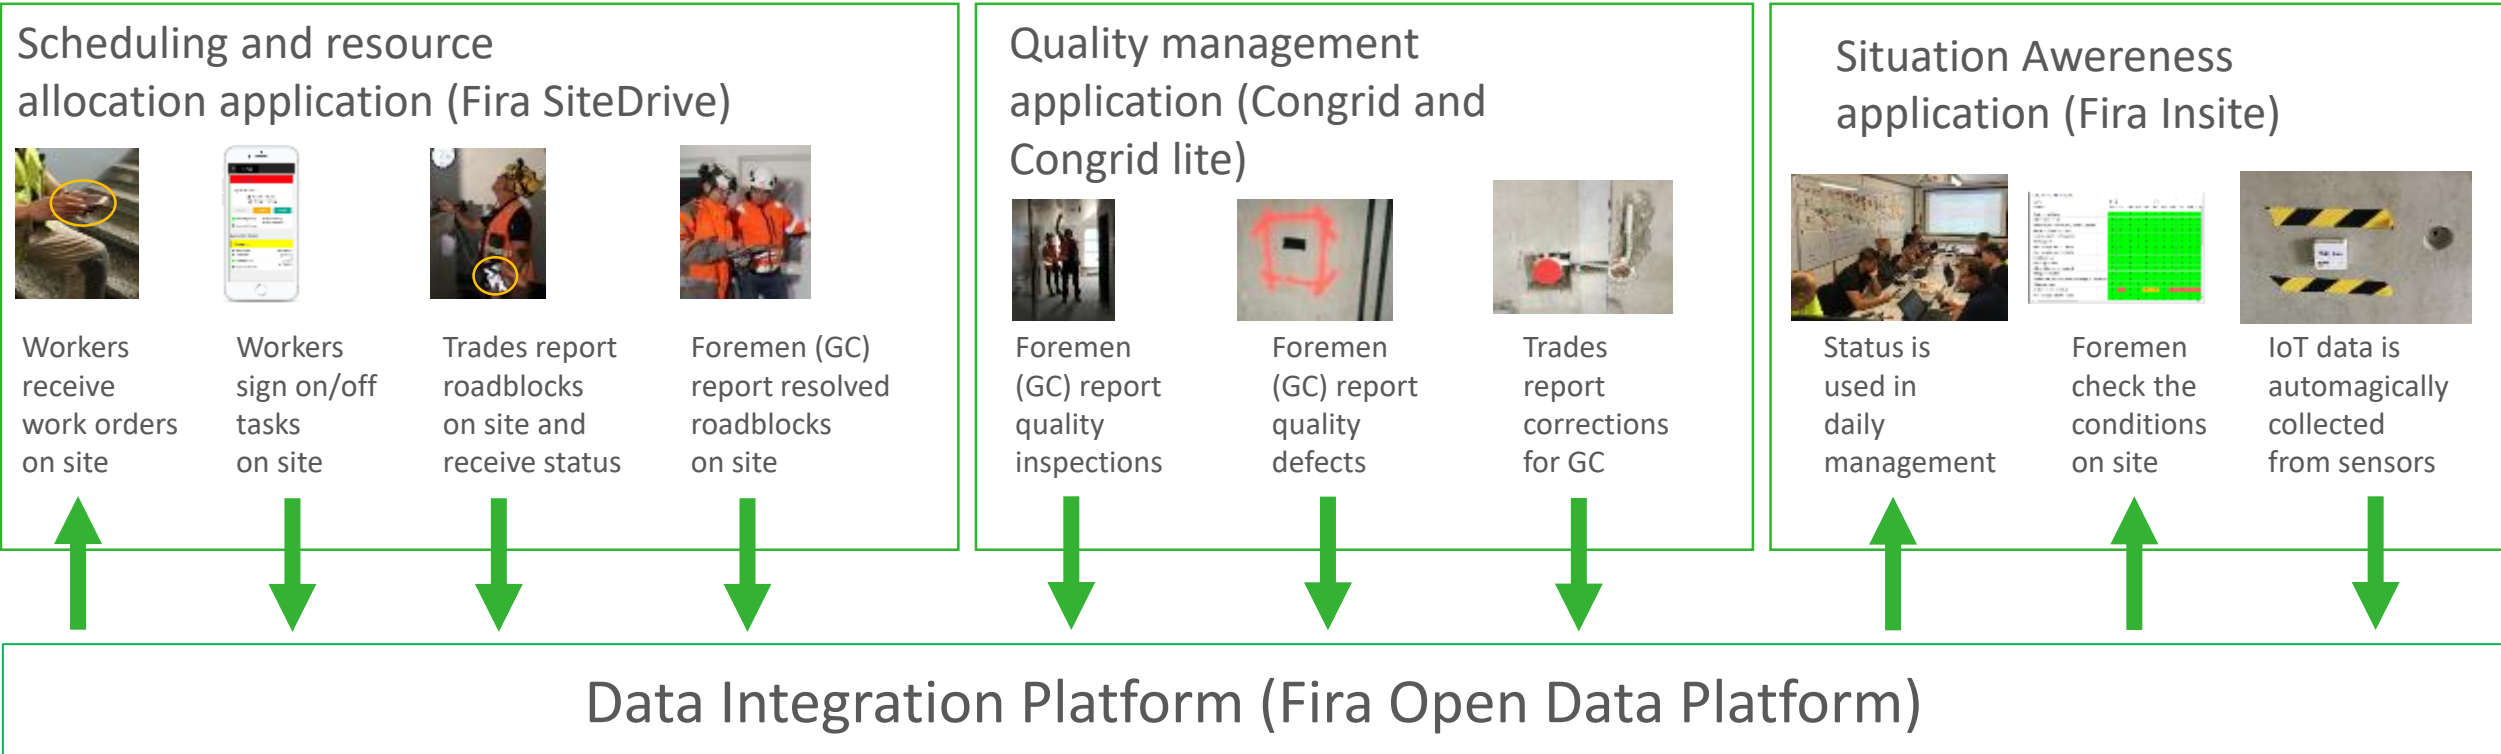 Scheduling and resource
allocation application (Fira SiteDrive)
Workers
receive
work orders
on site
Workers
sign on/off
tasks
on site
Trades report
roadblocks
on site and
receive status
Foremen (GC)
report resolved
roadblocks
on site
Quality management
application (Congrid and
Congrid lite)
Foremen
(GC) report
quality
inspections
Foremen
(GC) report
quality
defects
Trades
report
corrections
for GC
Situation Awereness
application (Fira Insite)
Status is
used in
daily
management
Foremen
check the
conditions
on site
IoT data is
automagically
collected
from sensors
Data Integration Platform (Fira Open Data Platform)